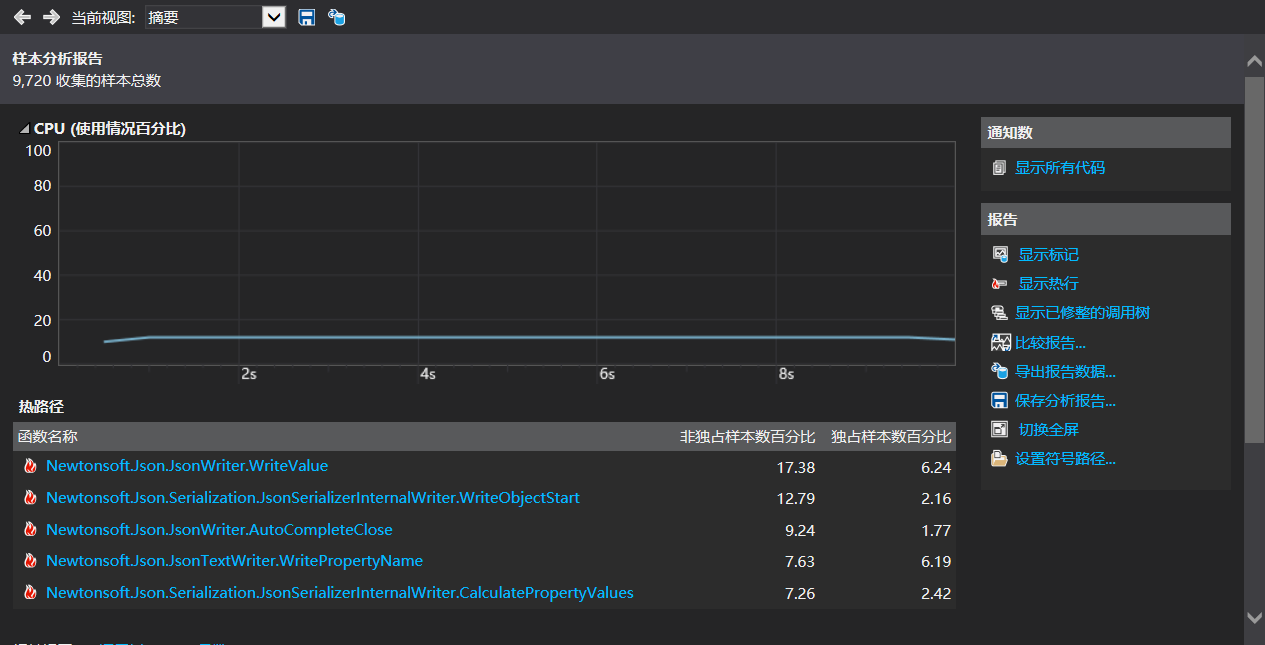 当前视图: 摘要
样本分析报告
9,720 收集的样本总数
CPU (使用情况百分比)
100
80
60
40
20
0
2s 4s 6s 8s
热路径
函数名称 非独占样本数百分比 独占样本数百分比
Newtonsoft.Json.JsonWriter.WriteValue 17.38 6.24
Newtonsoft.Json.Serialization.JsonSerializerInternalWriter.WriteObjectStart 12.79 2.16
Newtonsoft.Json.JsonWriter.AutoCompleteClose 9.24 1.77
Newtonsoft.Json.JsonTextWriter.WritePropertyName 7.63 6.19
Newtonsoft.Json.Serialization.JsonSerializerInternalWriter.CalculatePropertyValues 7.26 2.42
通知数
显示所有代码
报告
显示标记
显示热行
显示已修整的调用树
比较报告...
导出报告数据...
保存分析报告...
切换全屏
设置符号路径...